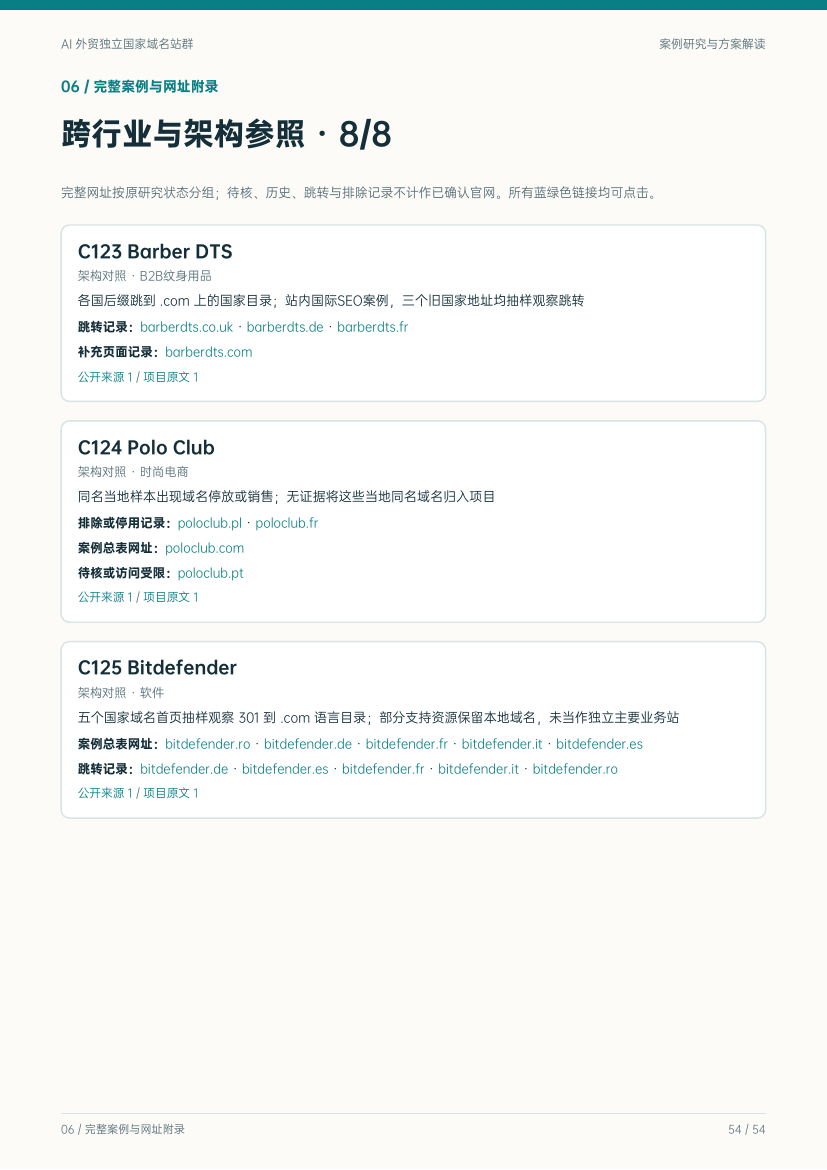 AI 外贸独立国家域名站群
案例研究与方案解读
06 / 完整案例与网址附录
跨行业与架构参照 · 8/8
完整网址按原研究状态分组；待核、历史、跳转与排除记录不计作已确认官网。所有蓝绿色链接均可点击。
C123 Barber DTS
架构对照 · B2B纹身用品
各国后缀跳到 .com 上的国家目录；站内国际SEO案例，三个旧国家地址均抽样观察跳转
跳转记录：barberdts.co.uk · barberdts.de · barberdts.fr
补充页面记录：barberdts.com
公开来源 1 / 项目原文 1
C124 Polo Club
架构对照 · 时尚电商
同名当地样本出现域名停放或销售；无证据将这些当地同名域名归入项目
排除或停用记录：poloclub.pl · poloclub.fr
案例总表网址：poloclub.com
待核或访问受限：poloclub.pt
公开来源 1 / 项目原文 1
C125 Bitdefender
架构对照 · 软件
五个国家域名首页抽样观察 301 到 .com 语言目录；部分支持资源保留本地域名，未当作独立主要业务站
案例总表网址：bitdefender.ro · bitdefender.de · bitdefender.fr · bitdefender.it · bitdefender.es
跳转记录：bitdefender.de · bitdefender.es · bitdefender.fr · bitdefender.it · bitdefender.ro
公开来源 1 / 项目原文 1
06 / 完整案例与网址附录
54 / 54